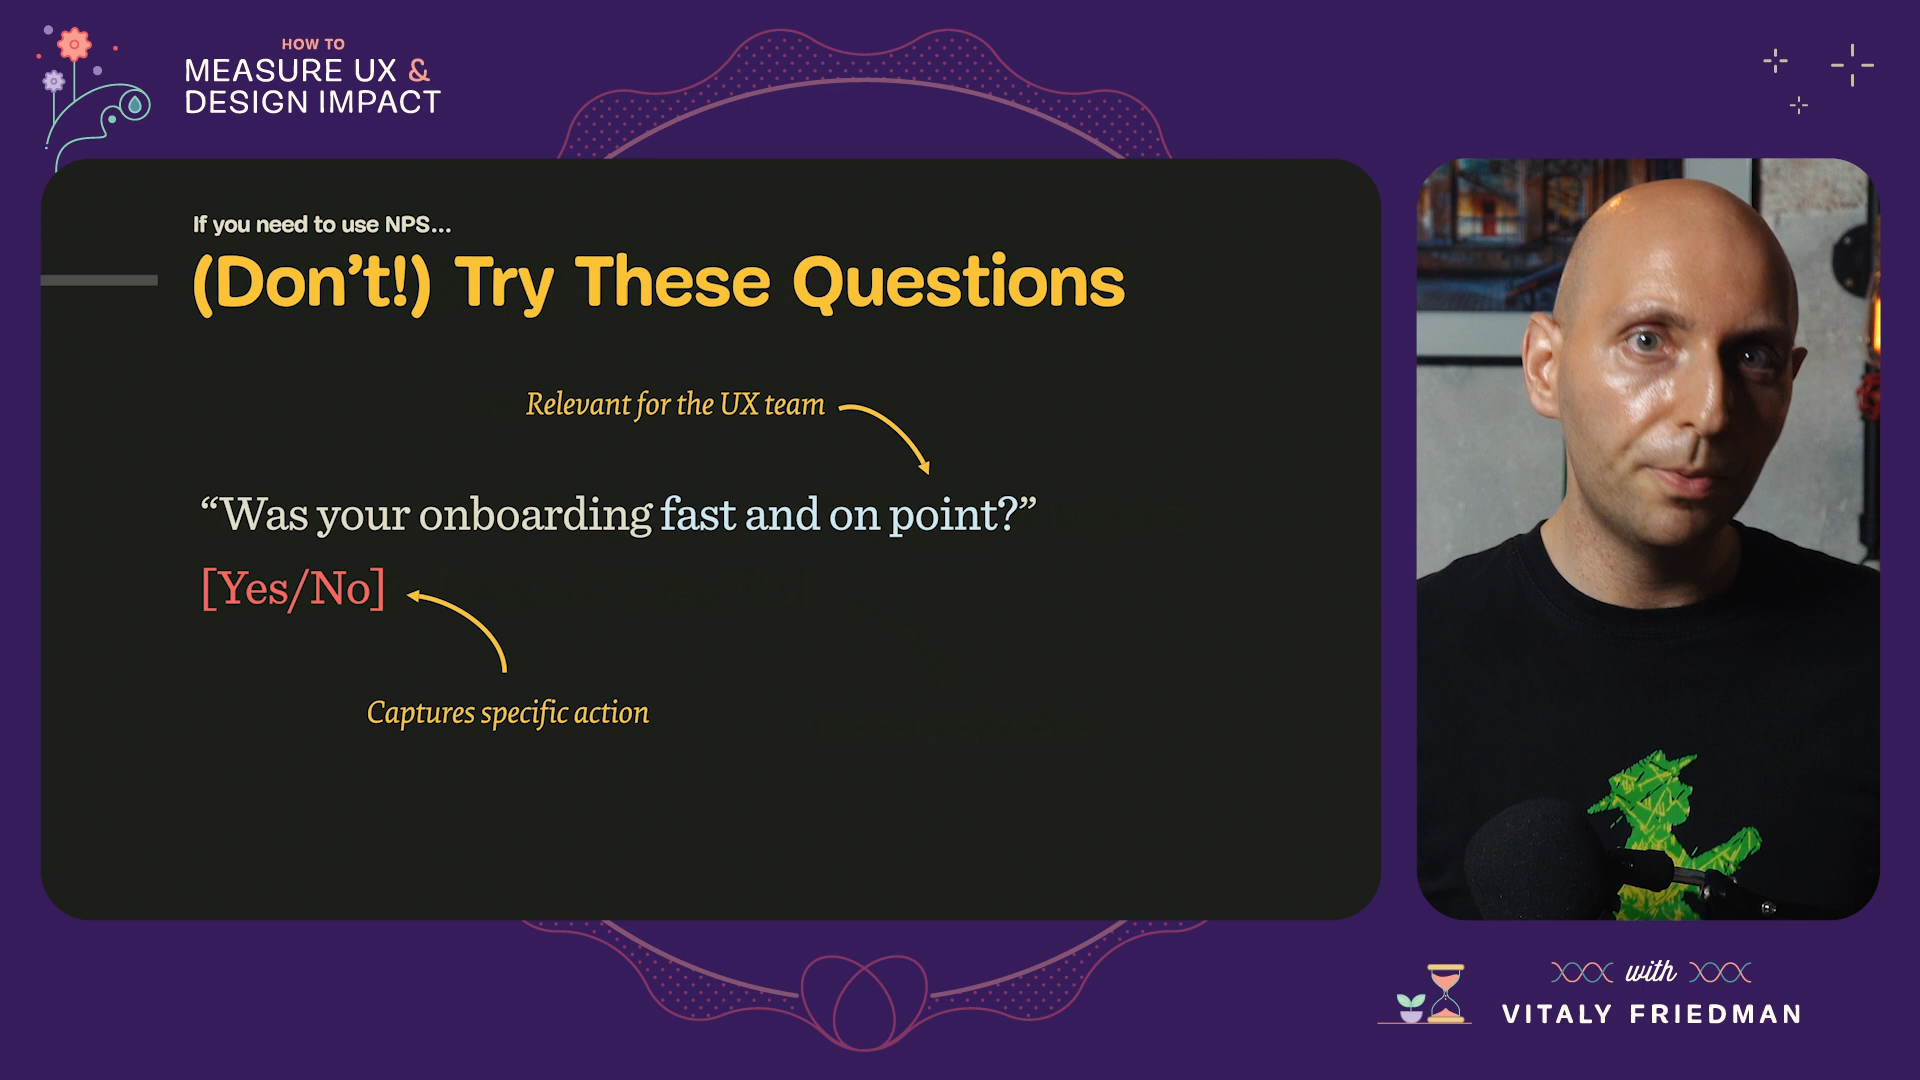 HOW TO
MEASURE UX &
DESIGN IMPACT
If you need to use NPS...
(Don’t!) Try These Questions
Relevant for the UX team
“Was your onboarding fast and on point?”
[Yes/No]
Captures specific action
with
VITALY FRIEDMAN